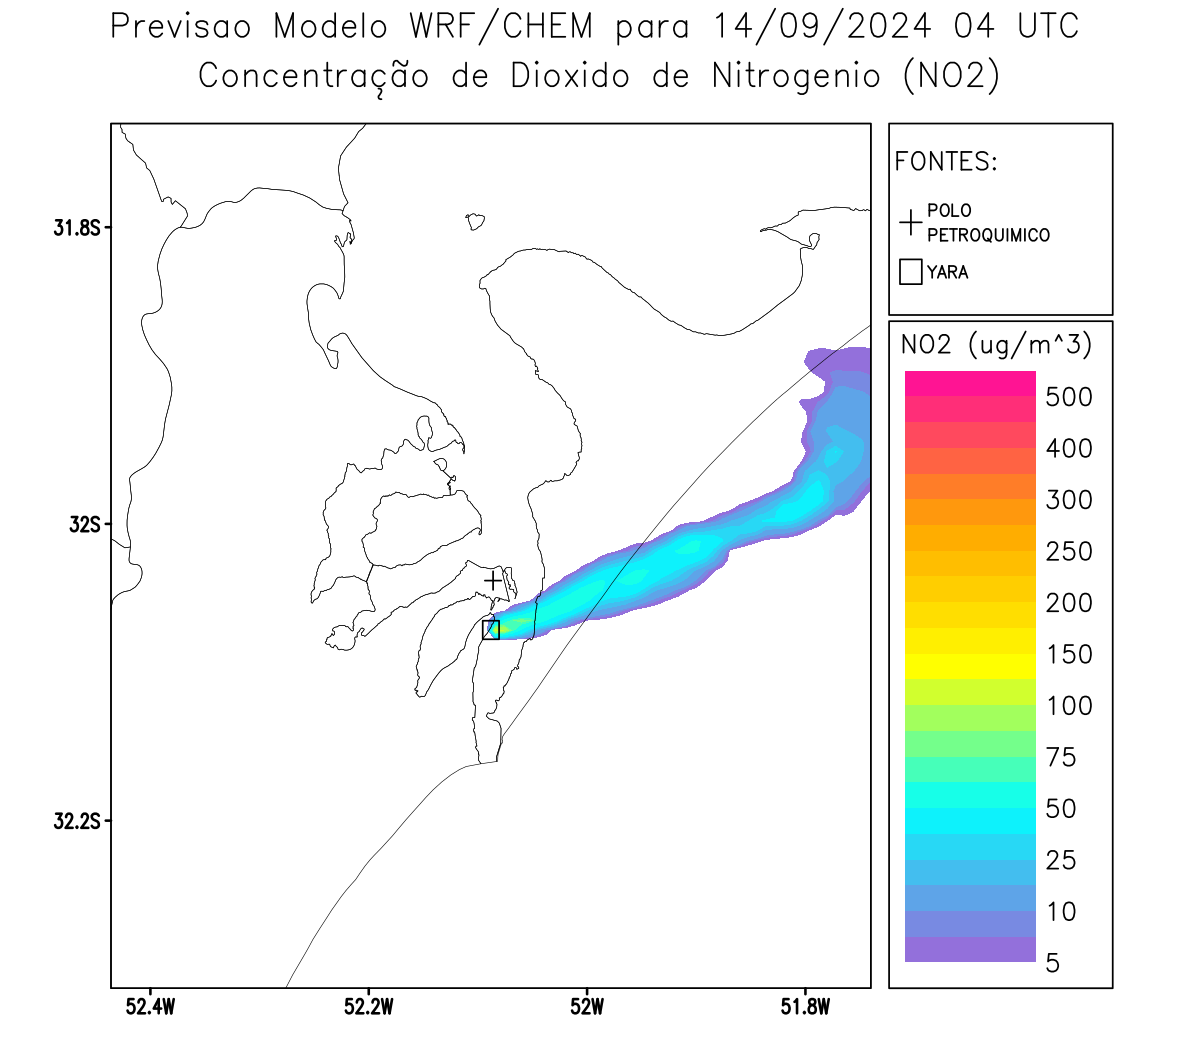 Previsao Modelo WRF/CHEM para 14/09/2024 04 UTC
Concentração de Dioxido de Nitrogenio (NO2)
FONTES:
POLO
PETROQUIMICO
YARA
31.8S
32S
32.2S
52.4W
52.2W
52W
51.8W
NO2 (ug/m^3)
500
400
300
250
200
150
100
75
50
25
10
5